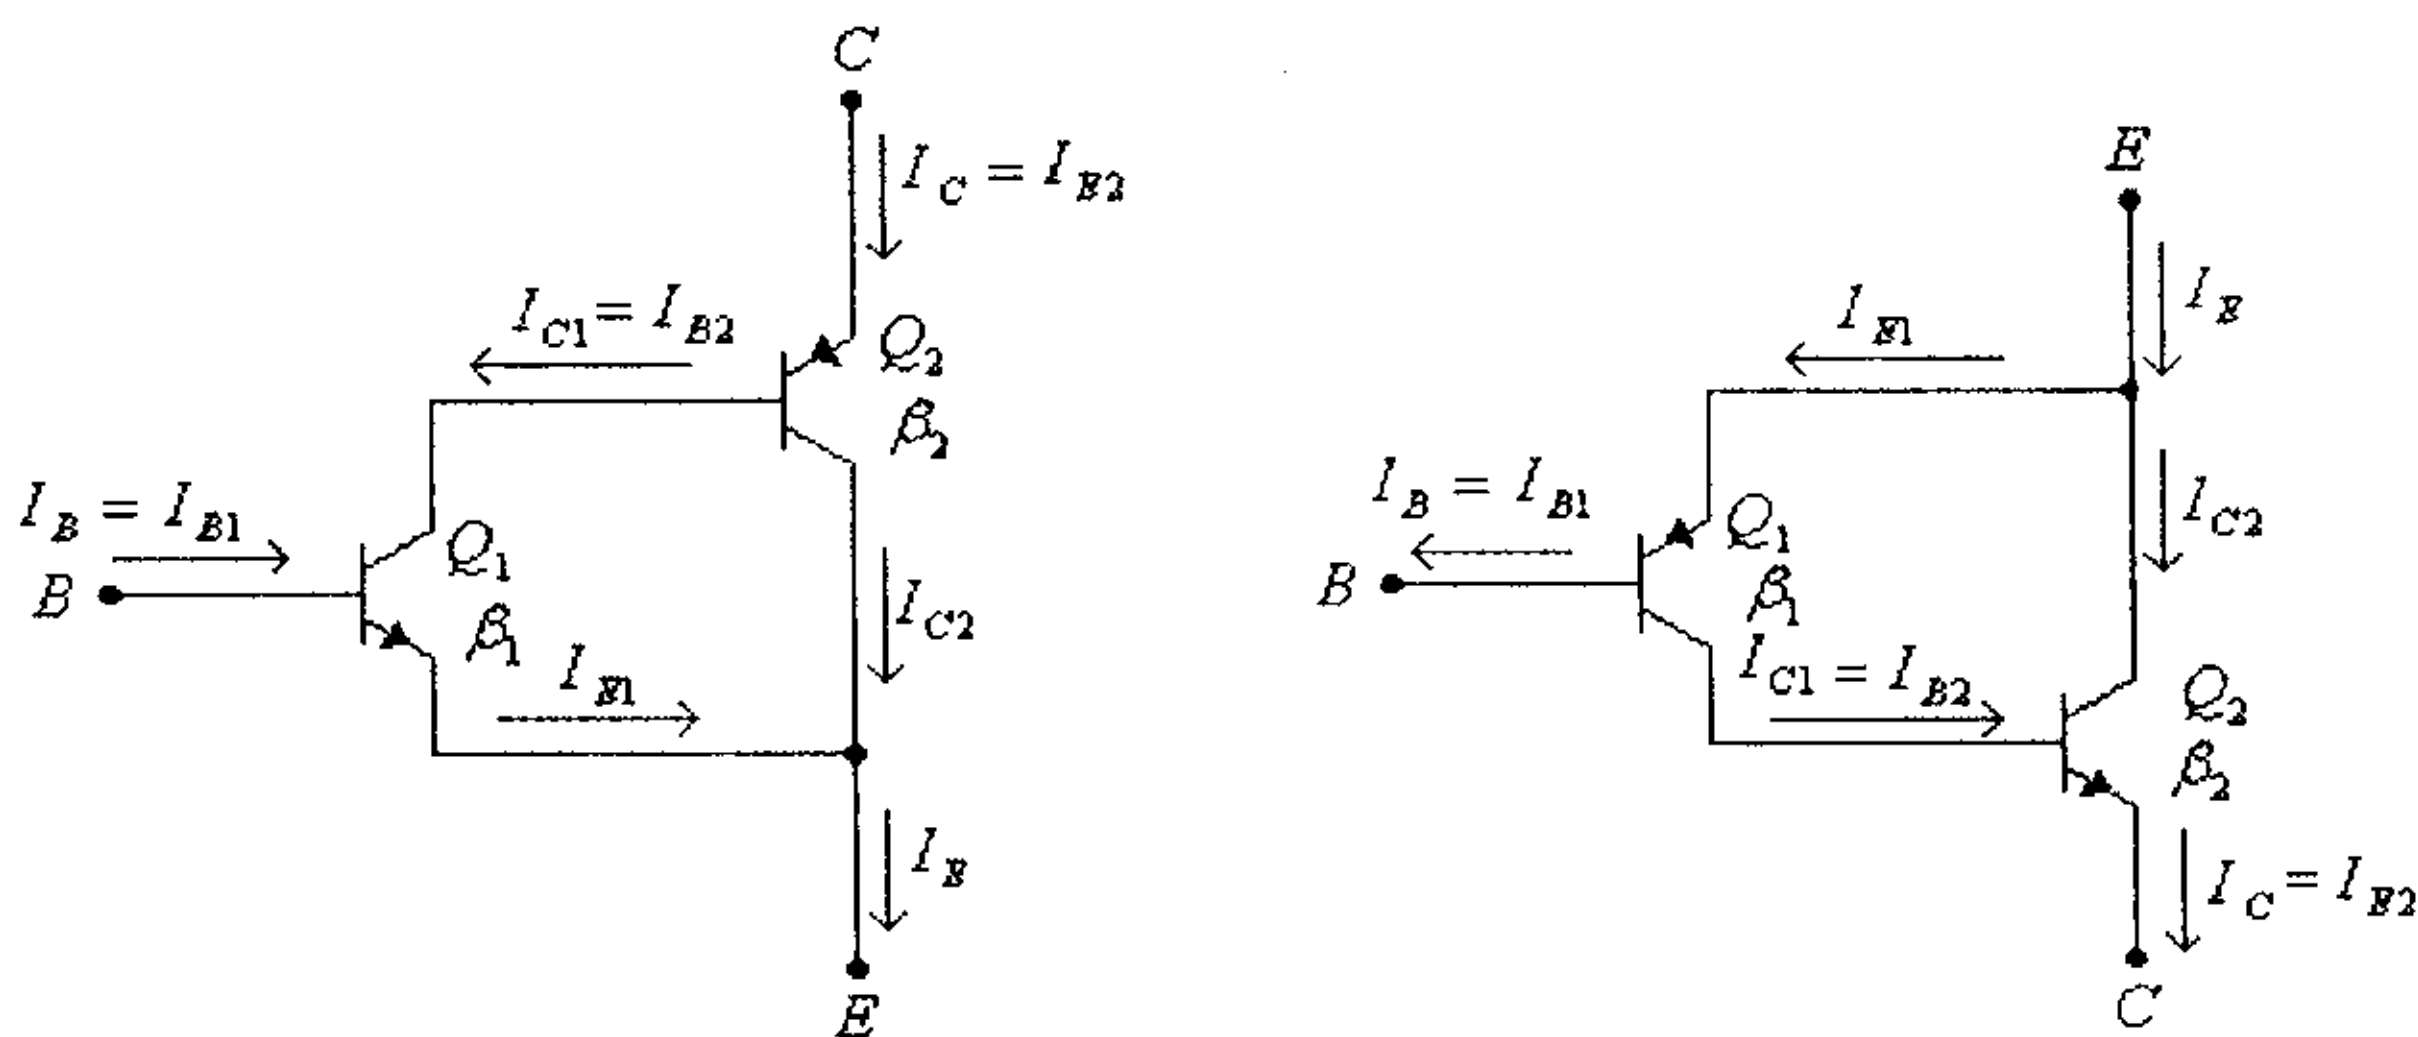 C
I_C = I_E2
I_C1 = I_B2
Q_2
β_2
I_B = I_B1
B
Q_1
β_1
I_E1
I_C2
I_E
E
E
I_E
I_E1
I_B = I_B1
B
Q_1
β_1
I_C2
I_C1 = I_B2
Q_2
β_2
I_C = I_E2
C